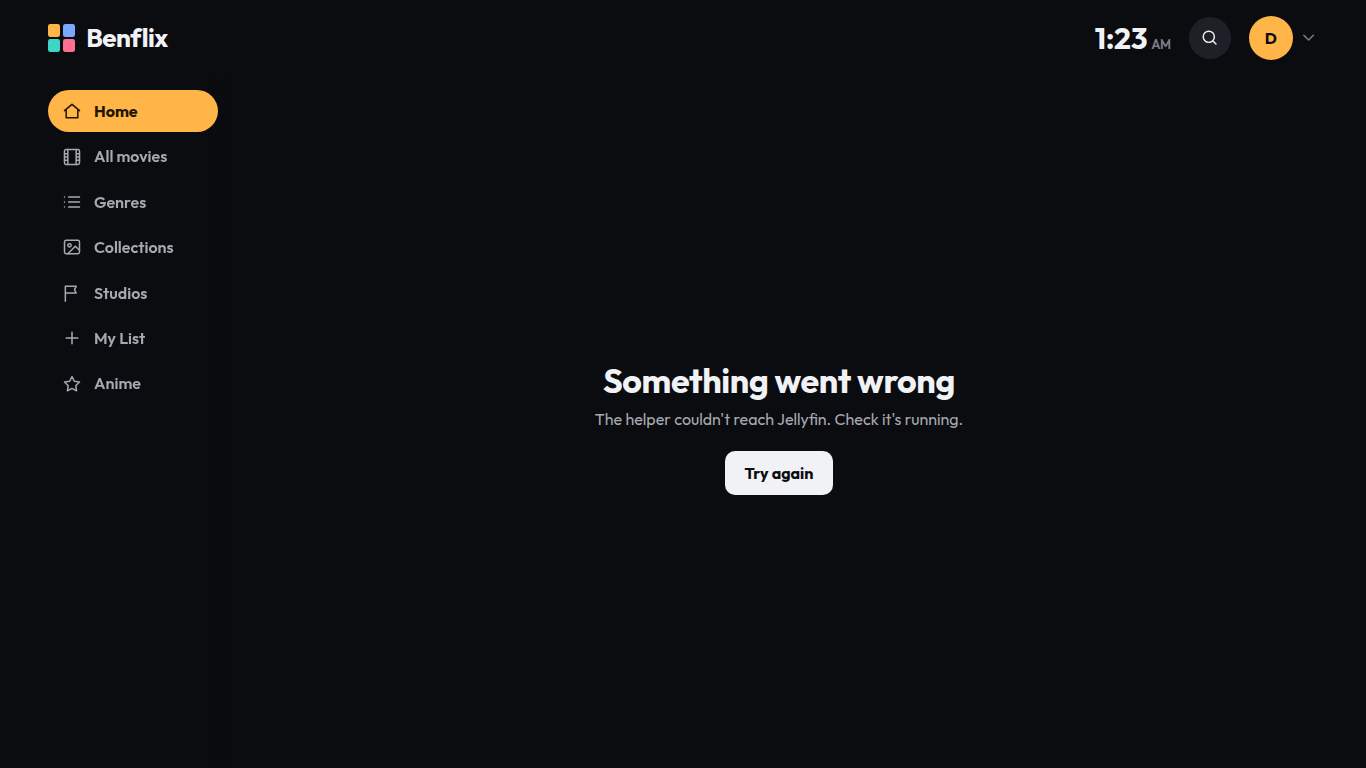 Benflix
1:23 AM
D
Home
All movies
Genres
Collections
Studios
My List
Anime
Something went wrong
The helper couldn't reach Jellyfin. Check it's running.
Try again